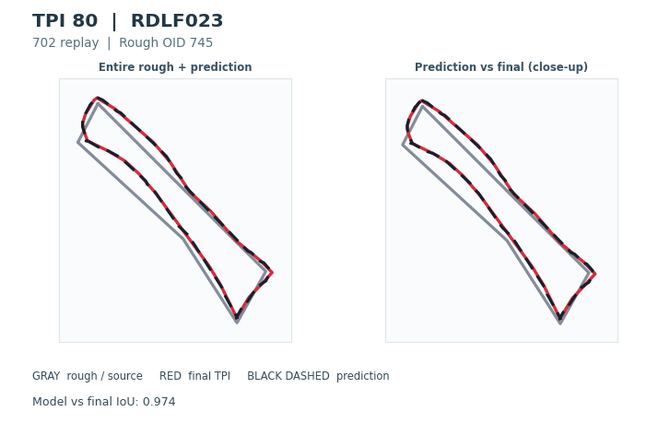 TPI 80 | RDLF023
702 replay | Rough OID 745
Entire rough + prediction
Prediction vs final (close-up)
GRAY rough / source RED final TPI BLACK DASHED prediction
Model vs final IoU: 0.974